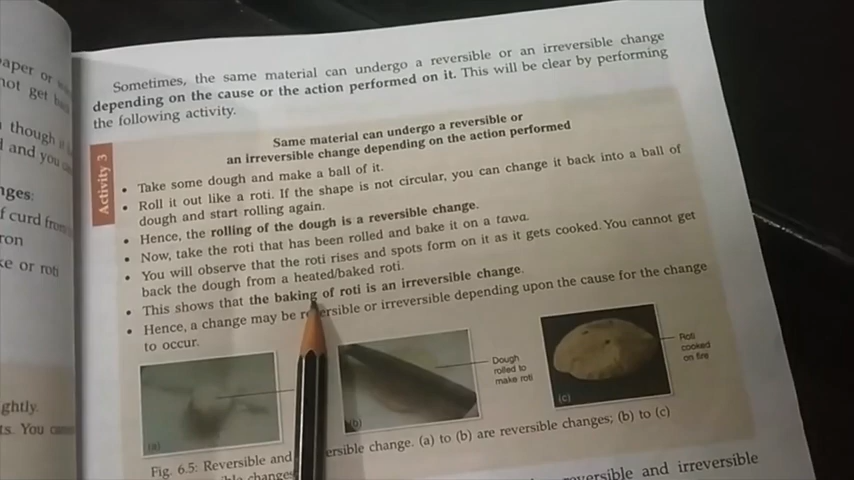 aper or
not get
though it
d and you
nges:
f curd from
ron
ke or roti
ghtly.
ts. You
Sometimes, the same material can undergo a reversible or an irreversible change
depending on the cause or the action performed on it. This will be clear by performing
the following activity.
Activity 3
Same material can undergo a reversible or
an irreversible change depending on the action performed
• Take some dough and make a ball of it.
• Roll it out like a roti. If the shape is not circular, you can change it back into a ball of
dough and start rolling again.
• Hence, the rolling of the dough is a reversible change.
• Now, take the roti that has been rolled and bake it on a tawa.
• You will observe that the roti rises and spots form on it as it gets cooked. You cannot get
back the dough from a heated/baked roti.
• This shows that the baking of roti is an irreversible change.
• Hence, a change may be reversible or irreversible depending upon the cause for the change
to occur.
(a)
(b)
Dough
rolled to
make roti
(c)
Roti
cooked
on fire
Fig. 6.5: Reversible and ersible change. (a) to (b) are reversible changes; (b) to (c)
ible changes
reversible and irreversible